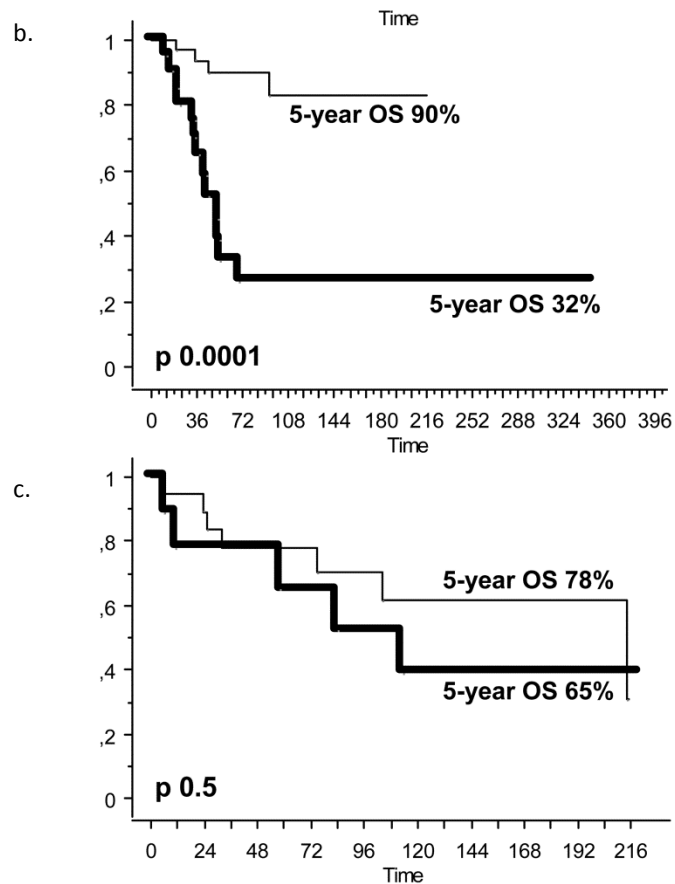 Time
b.
1
,8
5-year OS 90%
,6
,4
5-year OS 32%
,2
p 0.0001
0
0 36 72 108 144 180 216 252 288 324 360 396
Time
c.
1
,8
5-year OS 78%
,6
,4
5-year OS 65%
,2
p 0.5
0
0 24 48 72 96 120 144 168 192 216
Time